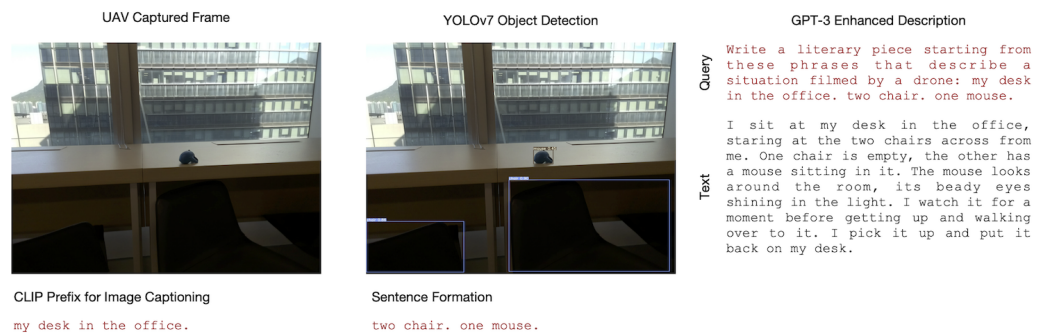 UAV Captured Frame
YOLOv7 Object Detection
GPT-3 Enhanced Description
Query
Write a literary piece starting from
these phrases that describe a
situation filmed by a drone: my desk
in the office. two chair. one mouse.
Text
I sit at my desk in the office,
staring at the two chairs across from
me. One chair is empty, the other has
a mouse sitting in it. The mouse looks
around the room, its beady eyes
shining in the light. I watch it for a
moment before getting up and walking
over to it. I pick it up and put it
back on my desk.
CLIP Prefix for Image Captioning
my desk in the office.
Sentence Formation
two chair. one mouse.